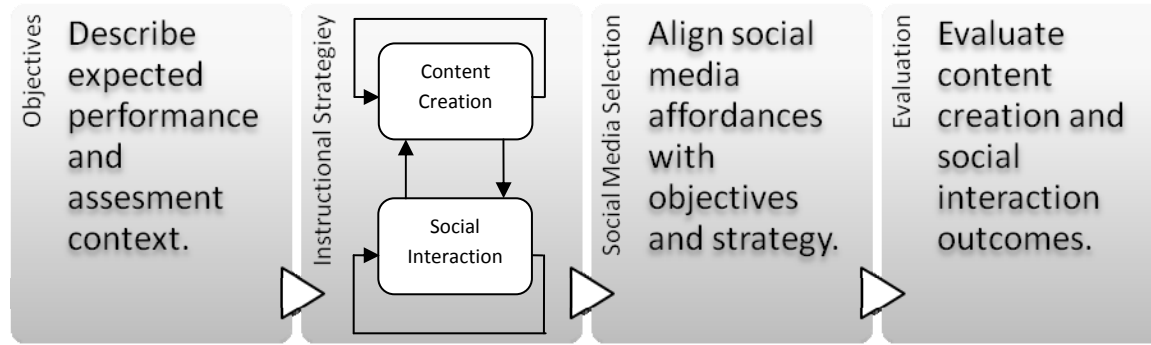 Objectives
Describe
expected
performance
and
assesment
context.
Instructional Strategiey
Content
Creation
Social
Interaction
Social Media Selection
Align social
media
affordances
with
objectives
and strategy.
Evaluation
Evaluate
content
creation and
social
interaction
outcomes.